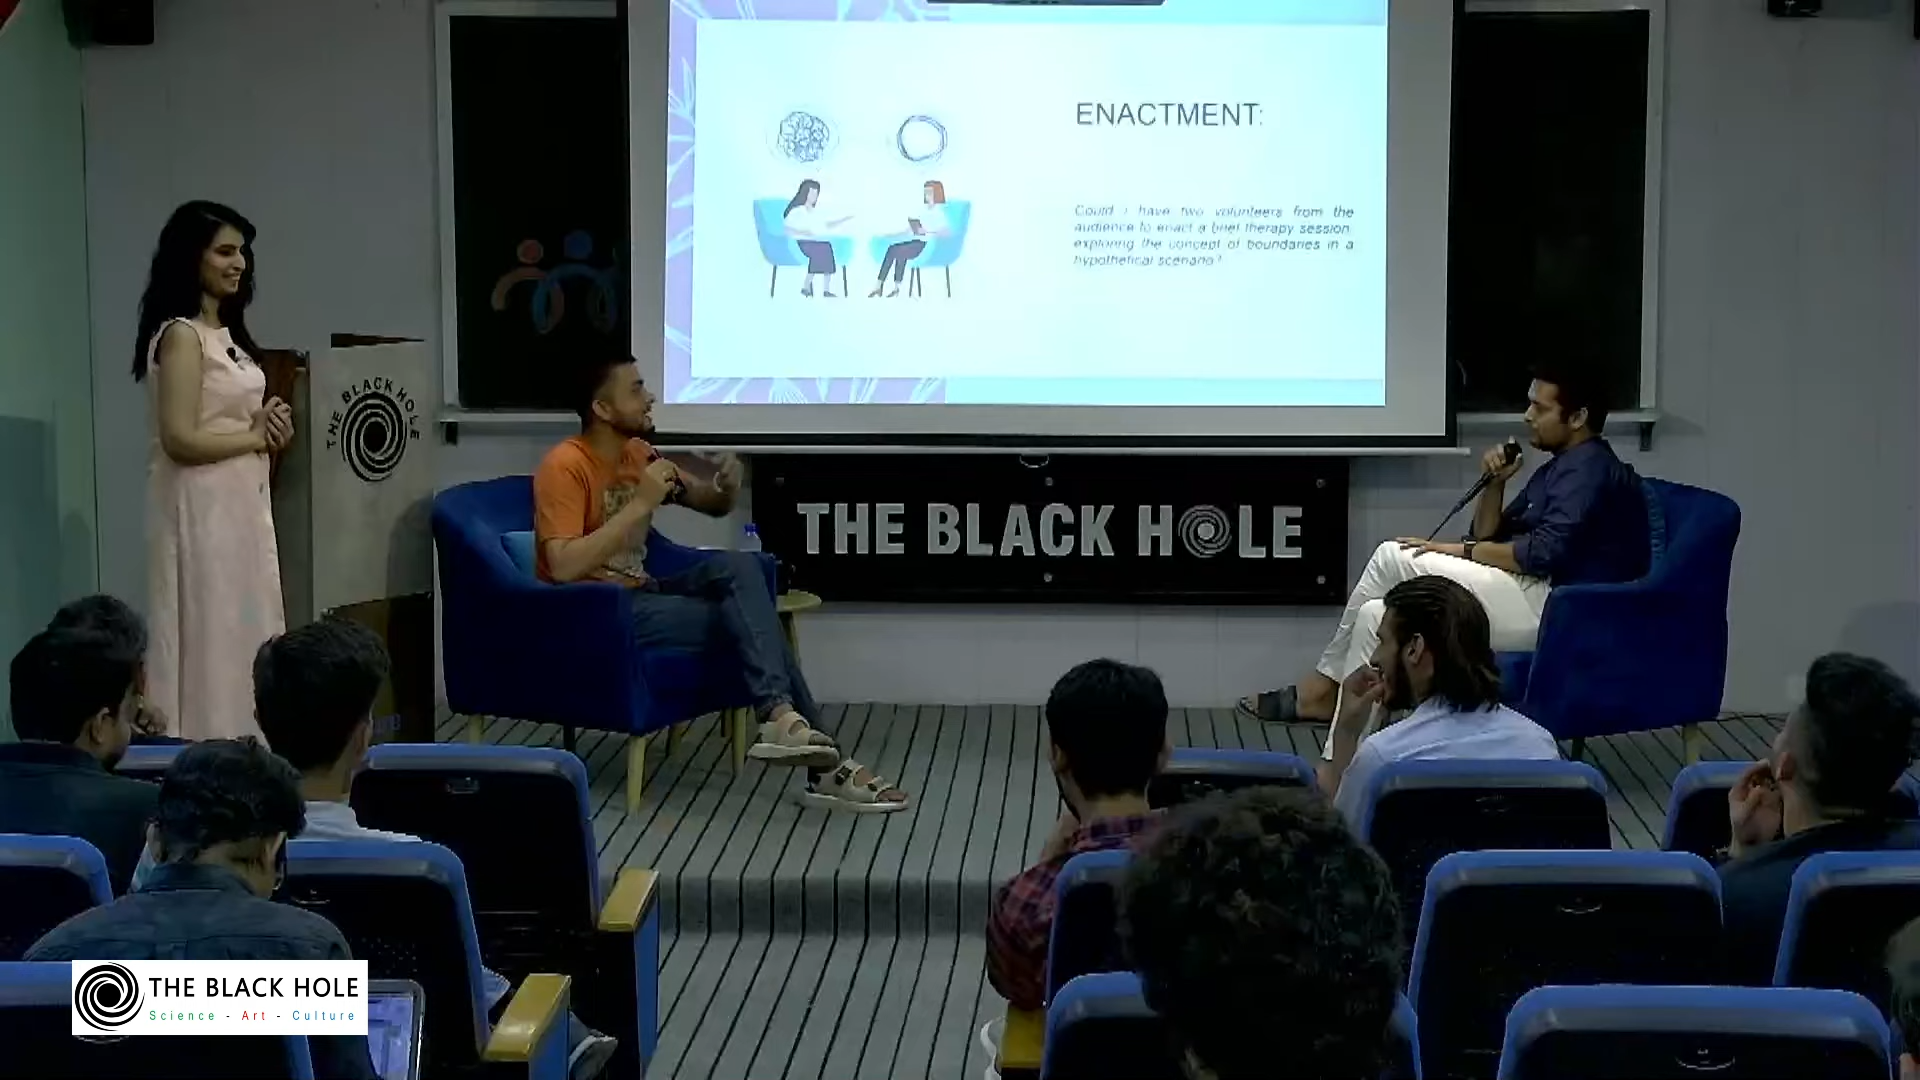 ENACTMENT:
Could I have two volunteers from the
audience to enact a brief therapy session,
exploring the concept of boundaries in a
hypothetical scenario?
THE BLACK HOLE
THE BLACK HOLE
THE BLACK HOLE
Science - Art - Culture